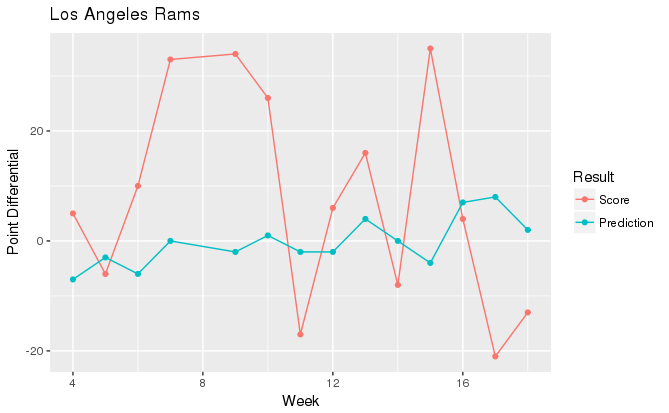 Los Angeles Rams
Point Differential
20
0
-20
4 8 12 16
Week
Result
Score
Prediction